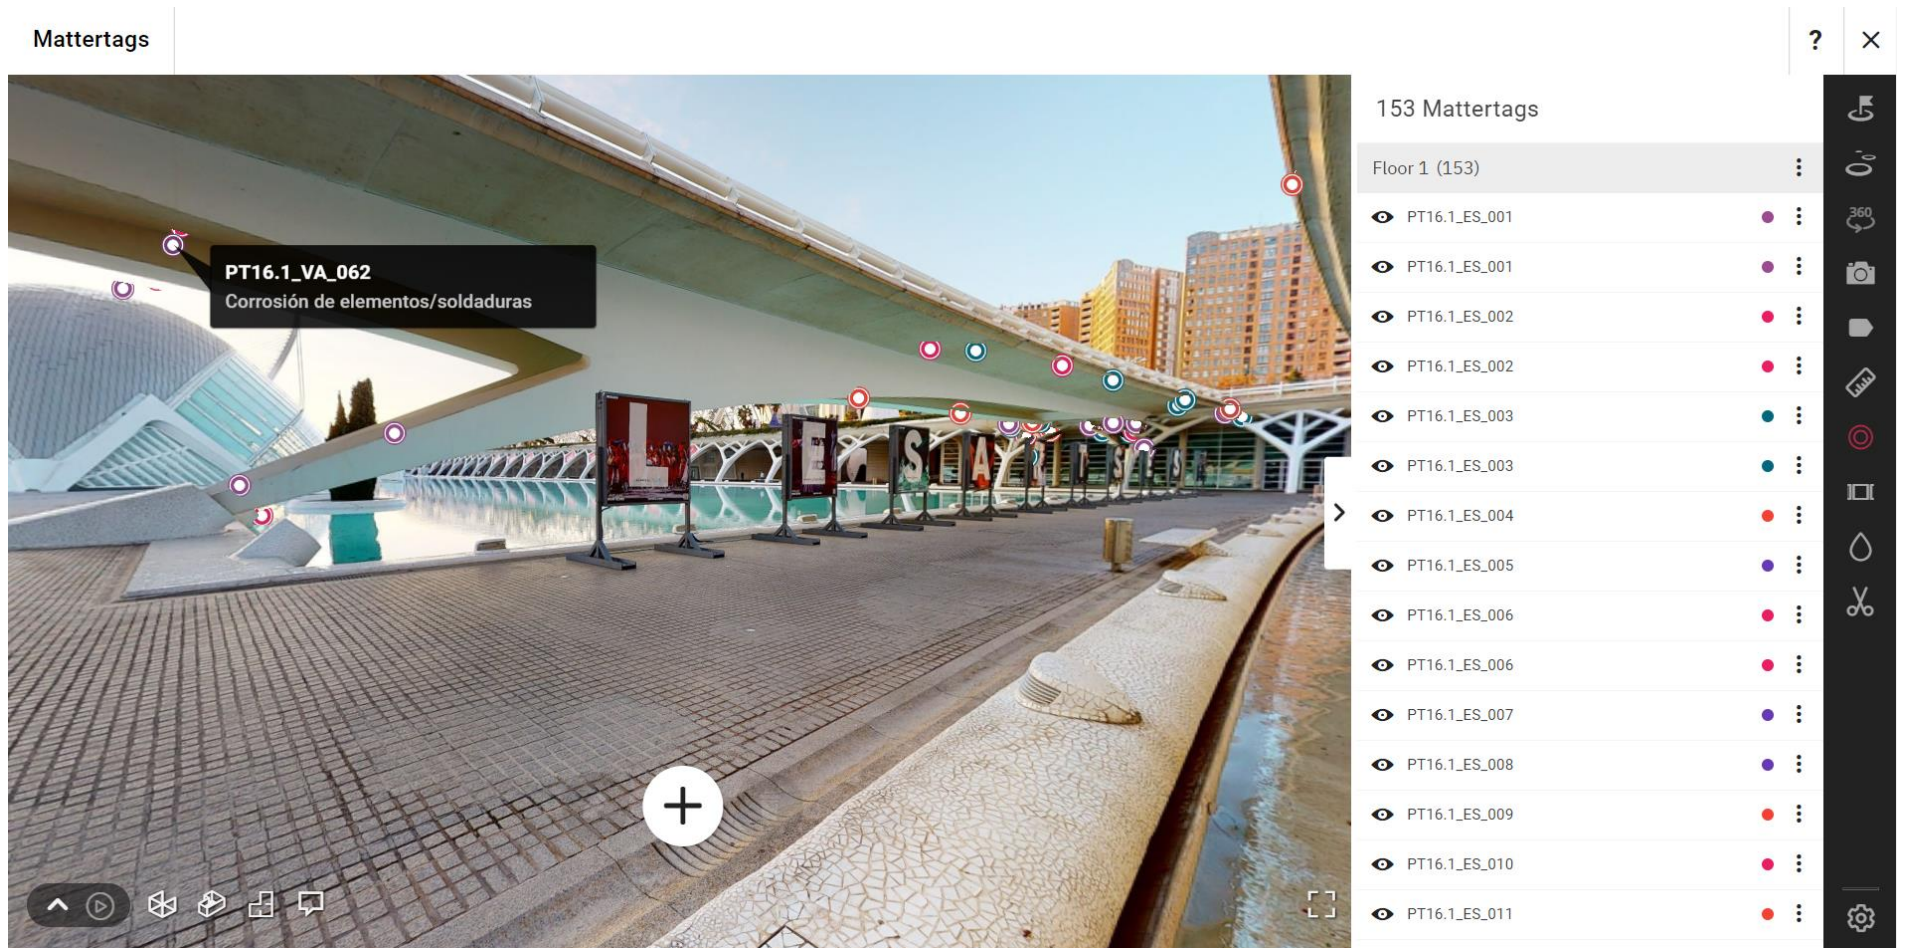 Mattertags
?
153 Mattertags
Floor 1 (153)
PT16.1_ES_001
PT16.1_ES_001
PT16.1_ES_002
PT16.1_ES_002
PT16.1_ES_003
PT16.1_ES_003
PT16.1_ES_004
PT16.1_ES_005
PT16.1_ES_006
PT16.1_ES_006
PT16.1_ES_007
PT16.1_ES_008
PT16.1_ES_009
PT16.1_ES_010
PT16.1_ES_011
360
PT16.1_VA_062
Corrosión de elementos/soldaduras
L E S A R T S E S